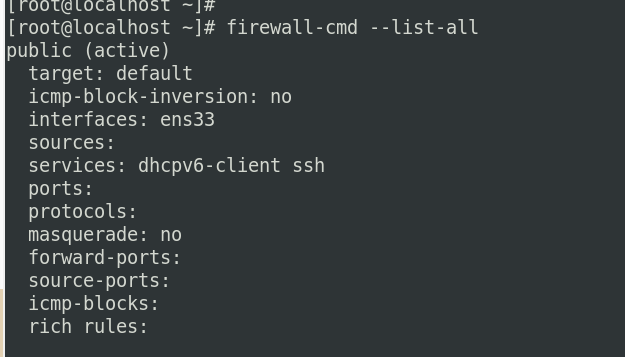 [root@localhost ~]#
[root@localhost ~]# firewall-cmd --list-all
public (active)
  target: default
  icmp-block-inversion: no
  interfaces: ens33
  sources:
  services: dhcpv6-client ssh
  ports:
  protocols:
  masquerade: no
  forward-ports:
  source-ports:
  icmp-blocks:
  rich rules: